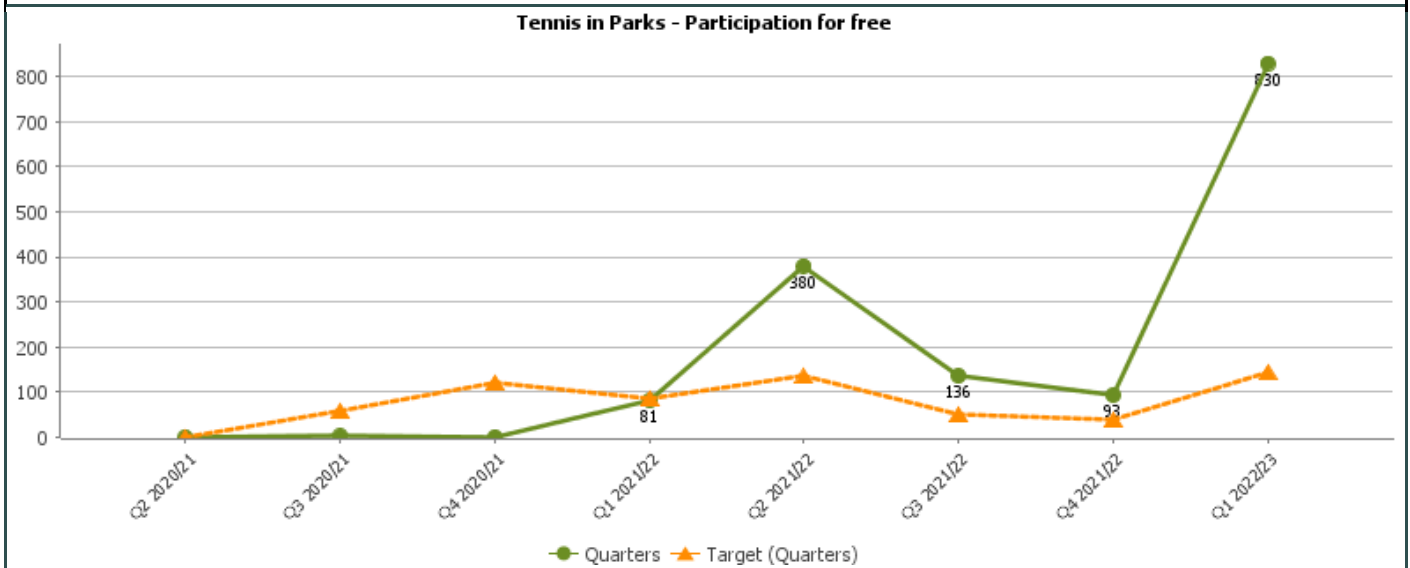 Tennis in Parks - Participation for free
800
700
600
500
400
300
200
100
0
830
380
136
93
81
Q2 2020/21
Q3 2020/21
Q4 2020/21
Q1 2021/22
Q2 2021/22
Q3 2021/22
Q4 2021/22
Q1 2022/23
Quarters
Target (Quarters)